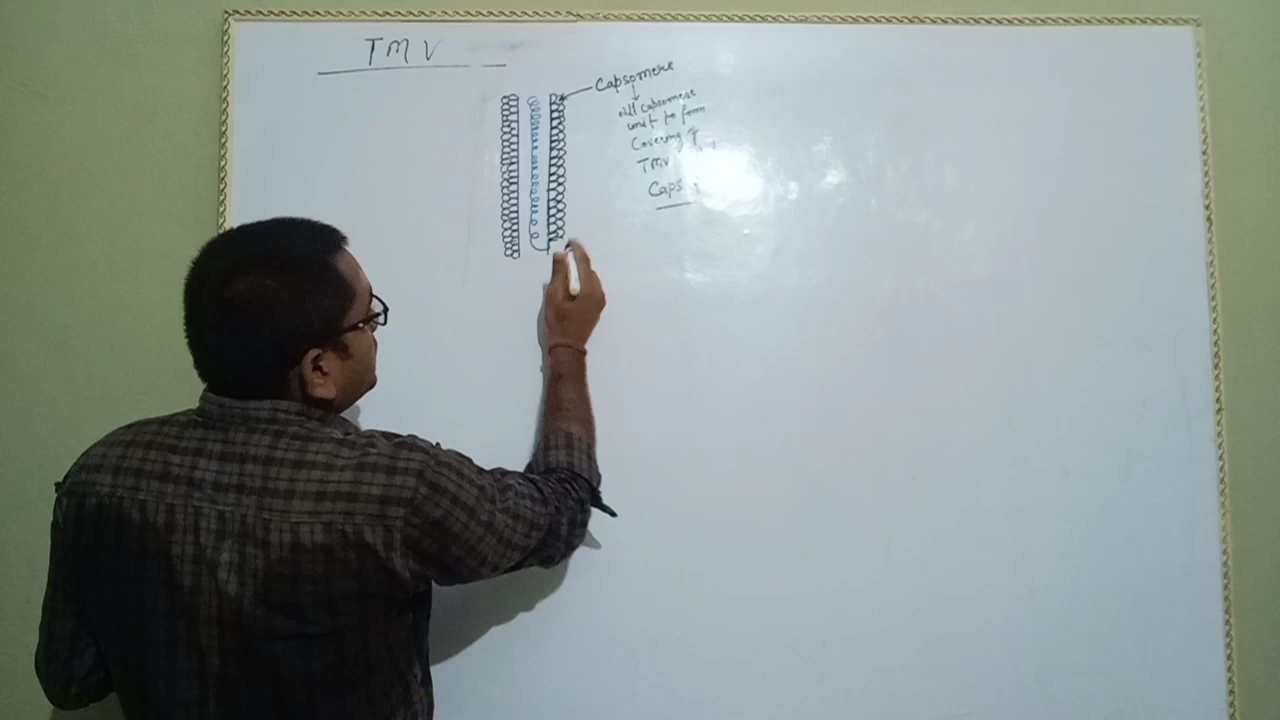 TMV
Capsomere
all capsomere
unit to form
Covering of
TMV
Caps